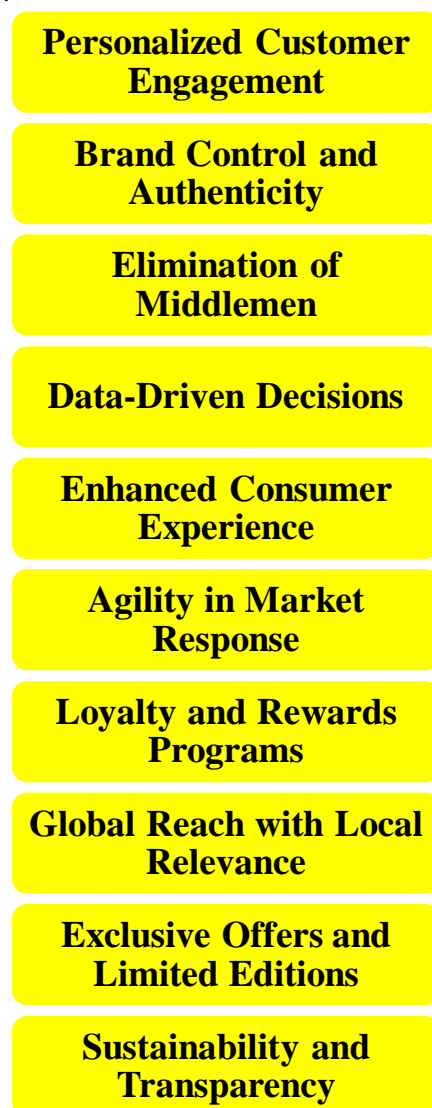 Personalized Customer
Engagement
Brand Control and
Authenticity
Elimination of
Middlemen
Data-Driven Decisions
Enhanced Consumer
Experience
Agility in Market
Response
Loyalty and Rewards
Programs
Global Reach with Local
Relevance
Exclusive Offers and
Limited Editions
Sustainability and
Transparency